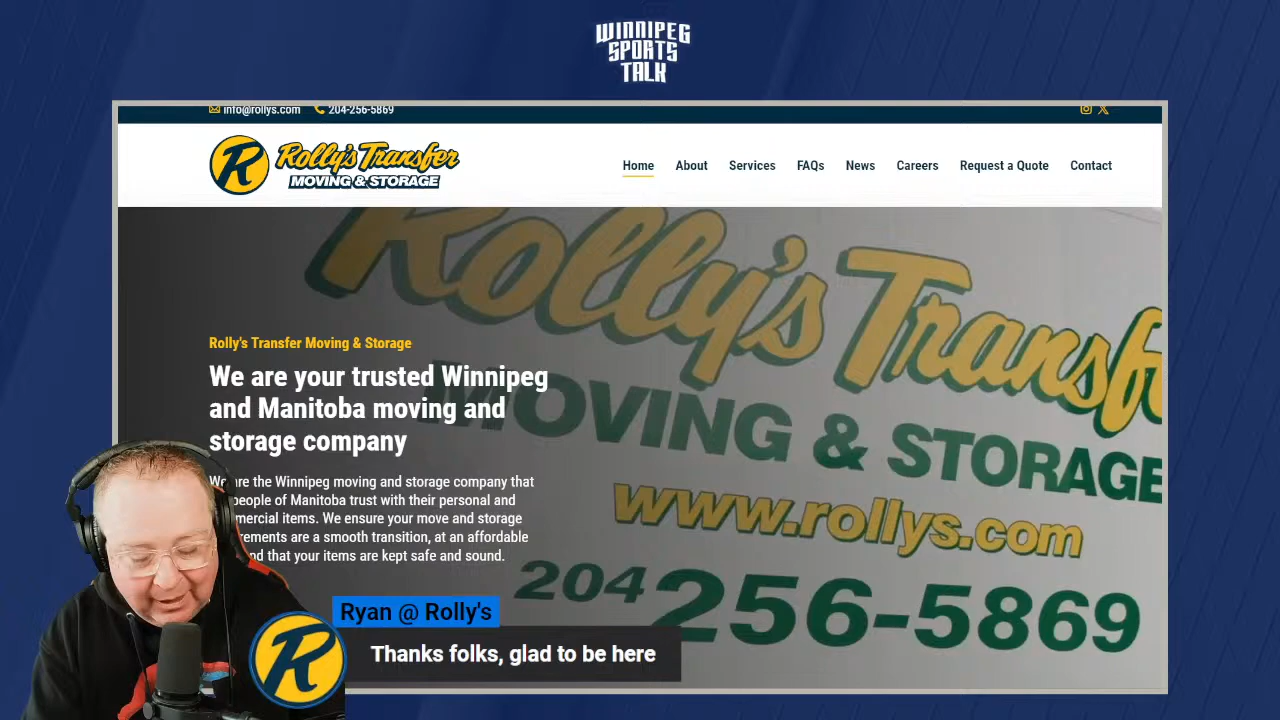 WINNIPEG
SPORTS
TALK
info@rollys.com 204-256-5869
R Rolly's Transfer
MOVING & STORAGE
Home About Services FAQs News Careers Request a Quote Contact
Rolly's Transf
MOVING & STORAGE
www.rollys.com
204 256-5869
Rolly's Transfer Moving & Storage
We are your trusted Winnipeg
and Manitoba moving and
storage company
We are the Winnipeg moving and storage company that
people of Manitoba trust with their personal and
mercial items. We ensure your move and storage
rements are a smooth transition, at an affordable
nd that your items are kept safe and sound.
Ryan @ Rolly's
R Thanks folks, glad to be here